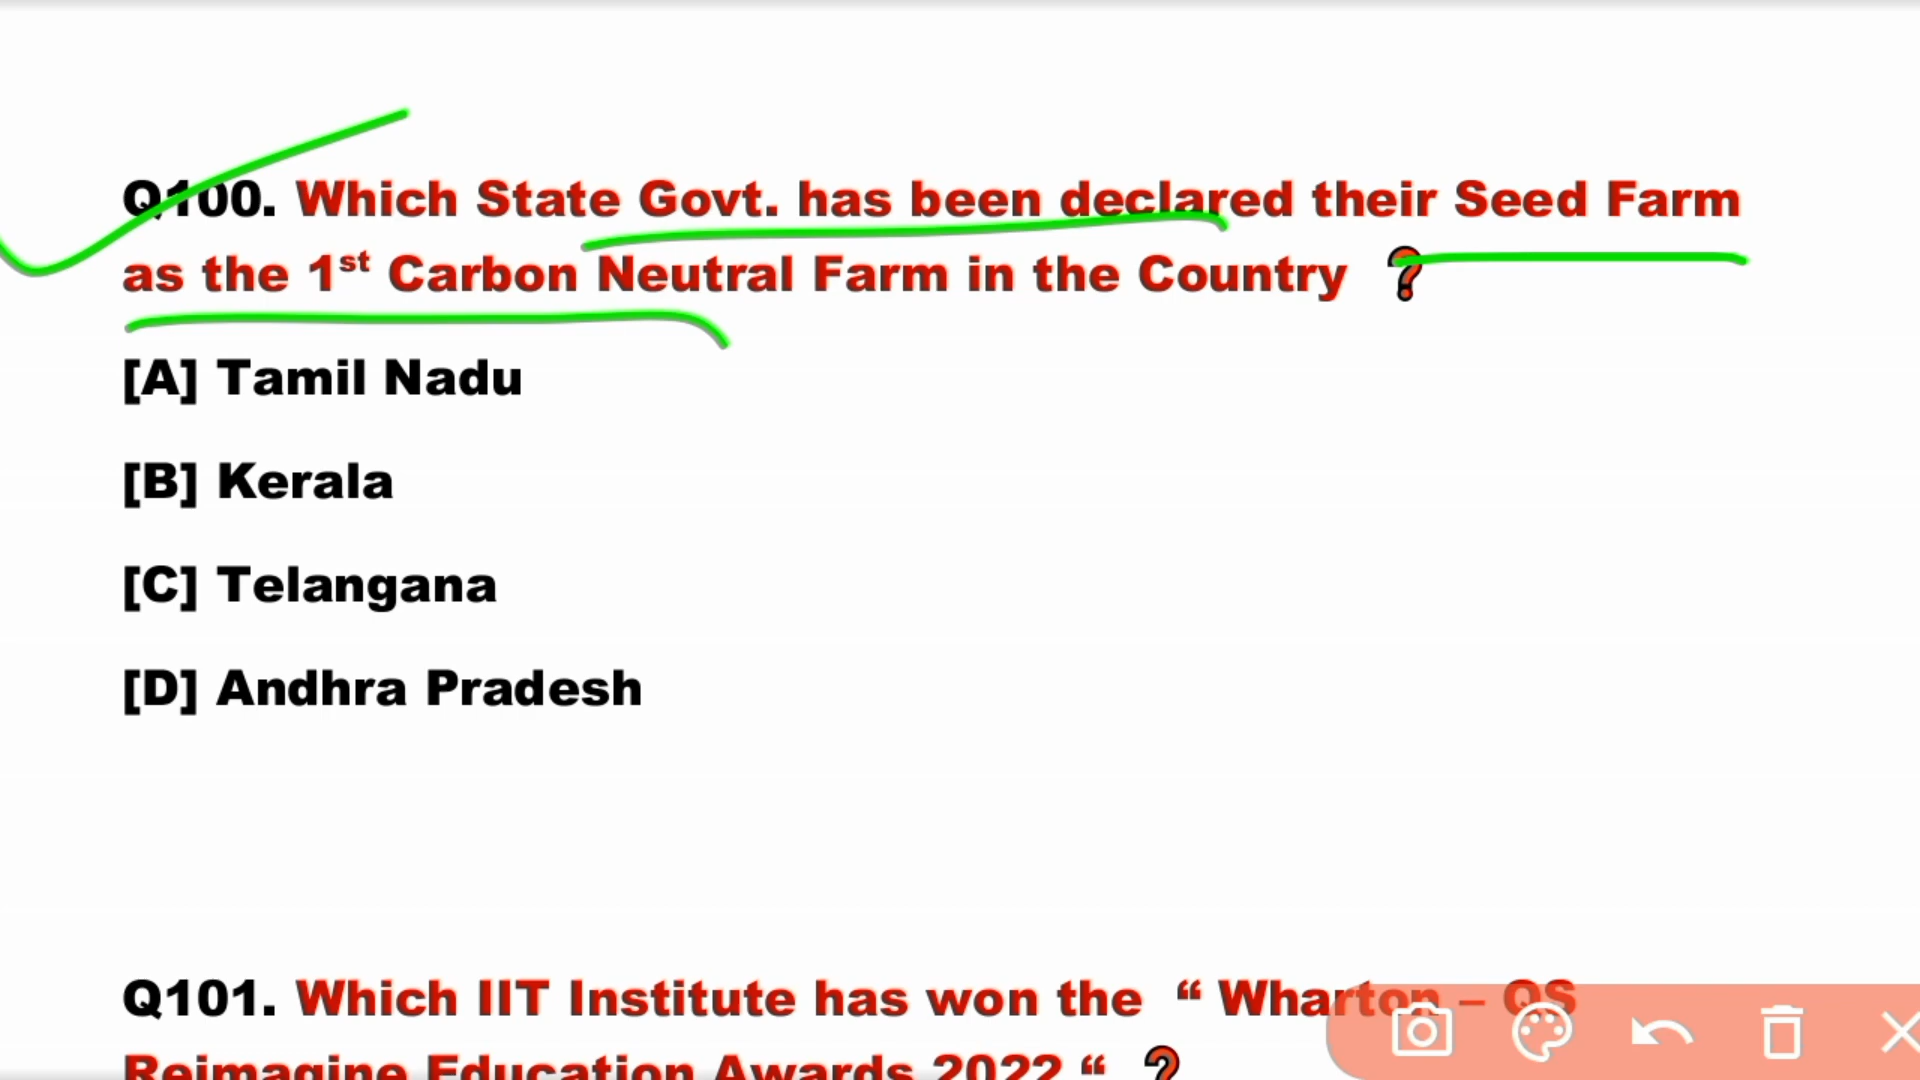 Q100. Which State Govt. has been declared their Seed Farm
as the 1st Carbon Neutral Farm in the Country ?
[A] Tamil Nadu
[B] Kerala
[C] Telangana
[D] Andhra Pradesh
Q101. Which IIT Institute has won the “ Wharton – QS
Reimagine Education Awards 2022 “ ?